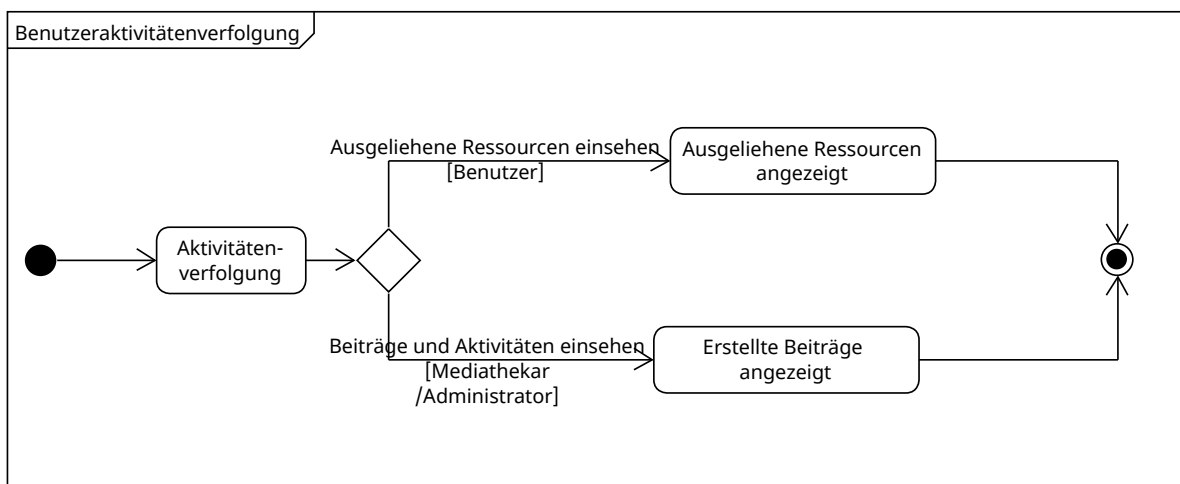 Benutzeraktivitätenverfolgung
Ausgeliehene Ressourcen einsehen
[Benutzer]
Ausgeliehene Ressourcen
angezeigt
Aktivitäten-
verfolgung
Beiträge und Aktivitäten einsehen
[Mediathekar
/Administrator]
Erstellte Beiträge
angezeigt